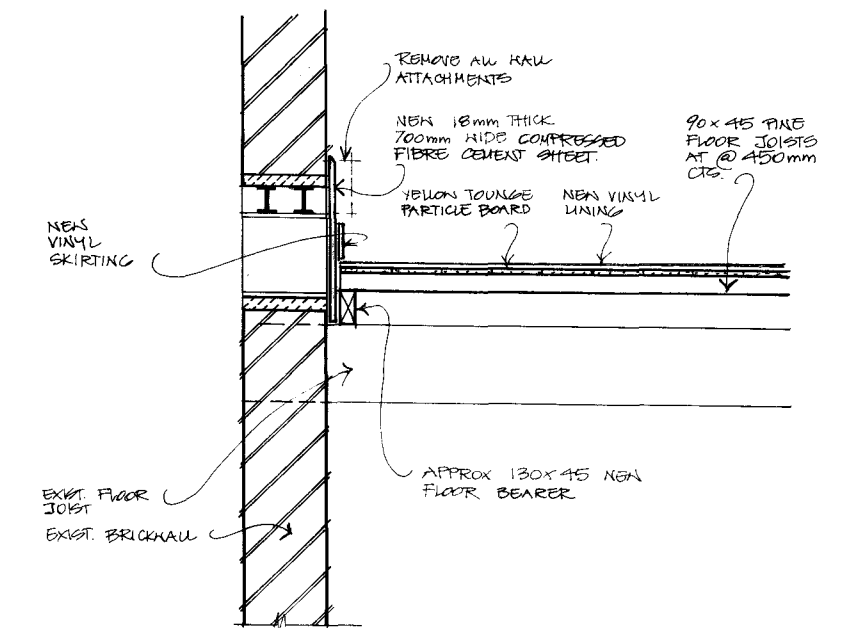 REMOVE ALL WALL
ATTACHMENTS
NEW 18mm THICK
700mm WIDE COMPRESSED
FIBRE CEMENT SHEET.
90 x 45 PINE
FLOOR JOISTS
AT @ 450mm
CTS.
YELLOW TOUNGE
PARTICLE BOARD
NEW VINYL
LINING
NEW
VINYL
SKIRTING
APPROX 130x45 NEW
FLOOR BEARER
EXIST. FLOOR
JOIST
EXIST. BRICKWALL